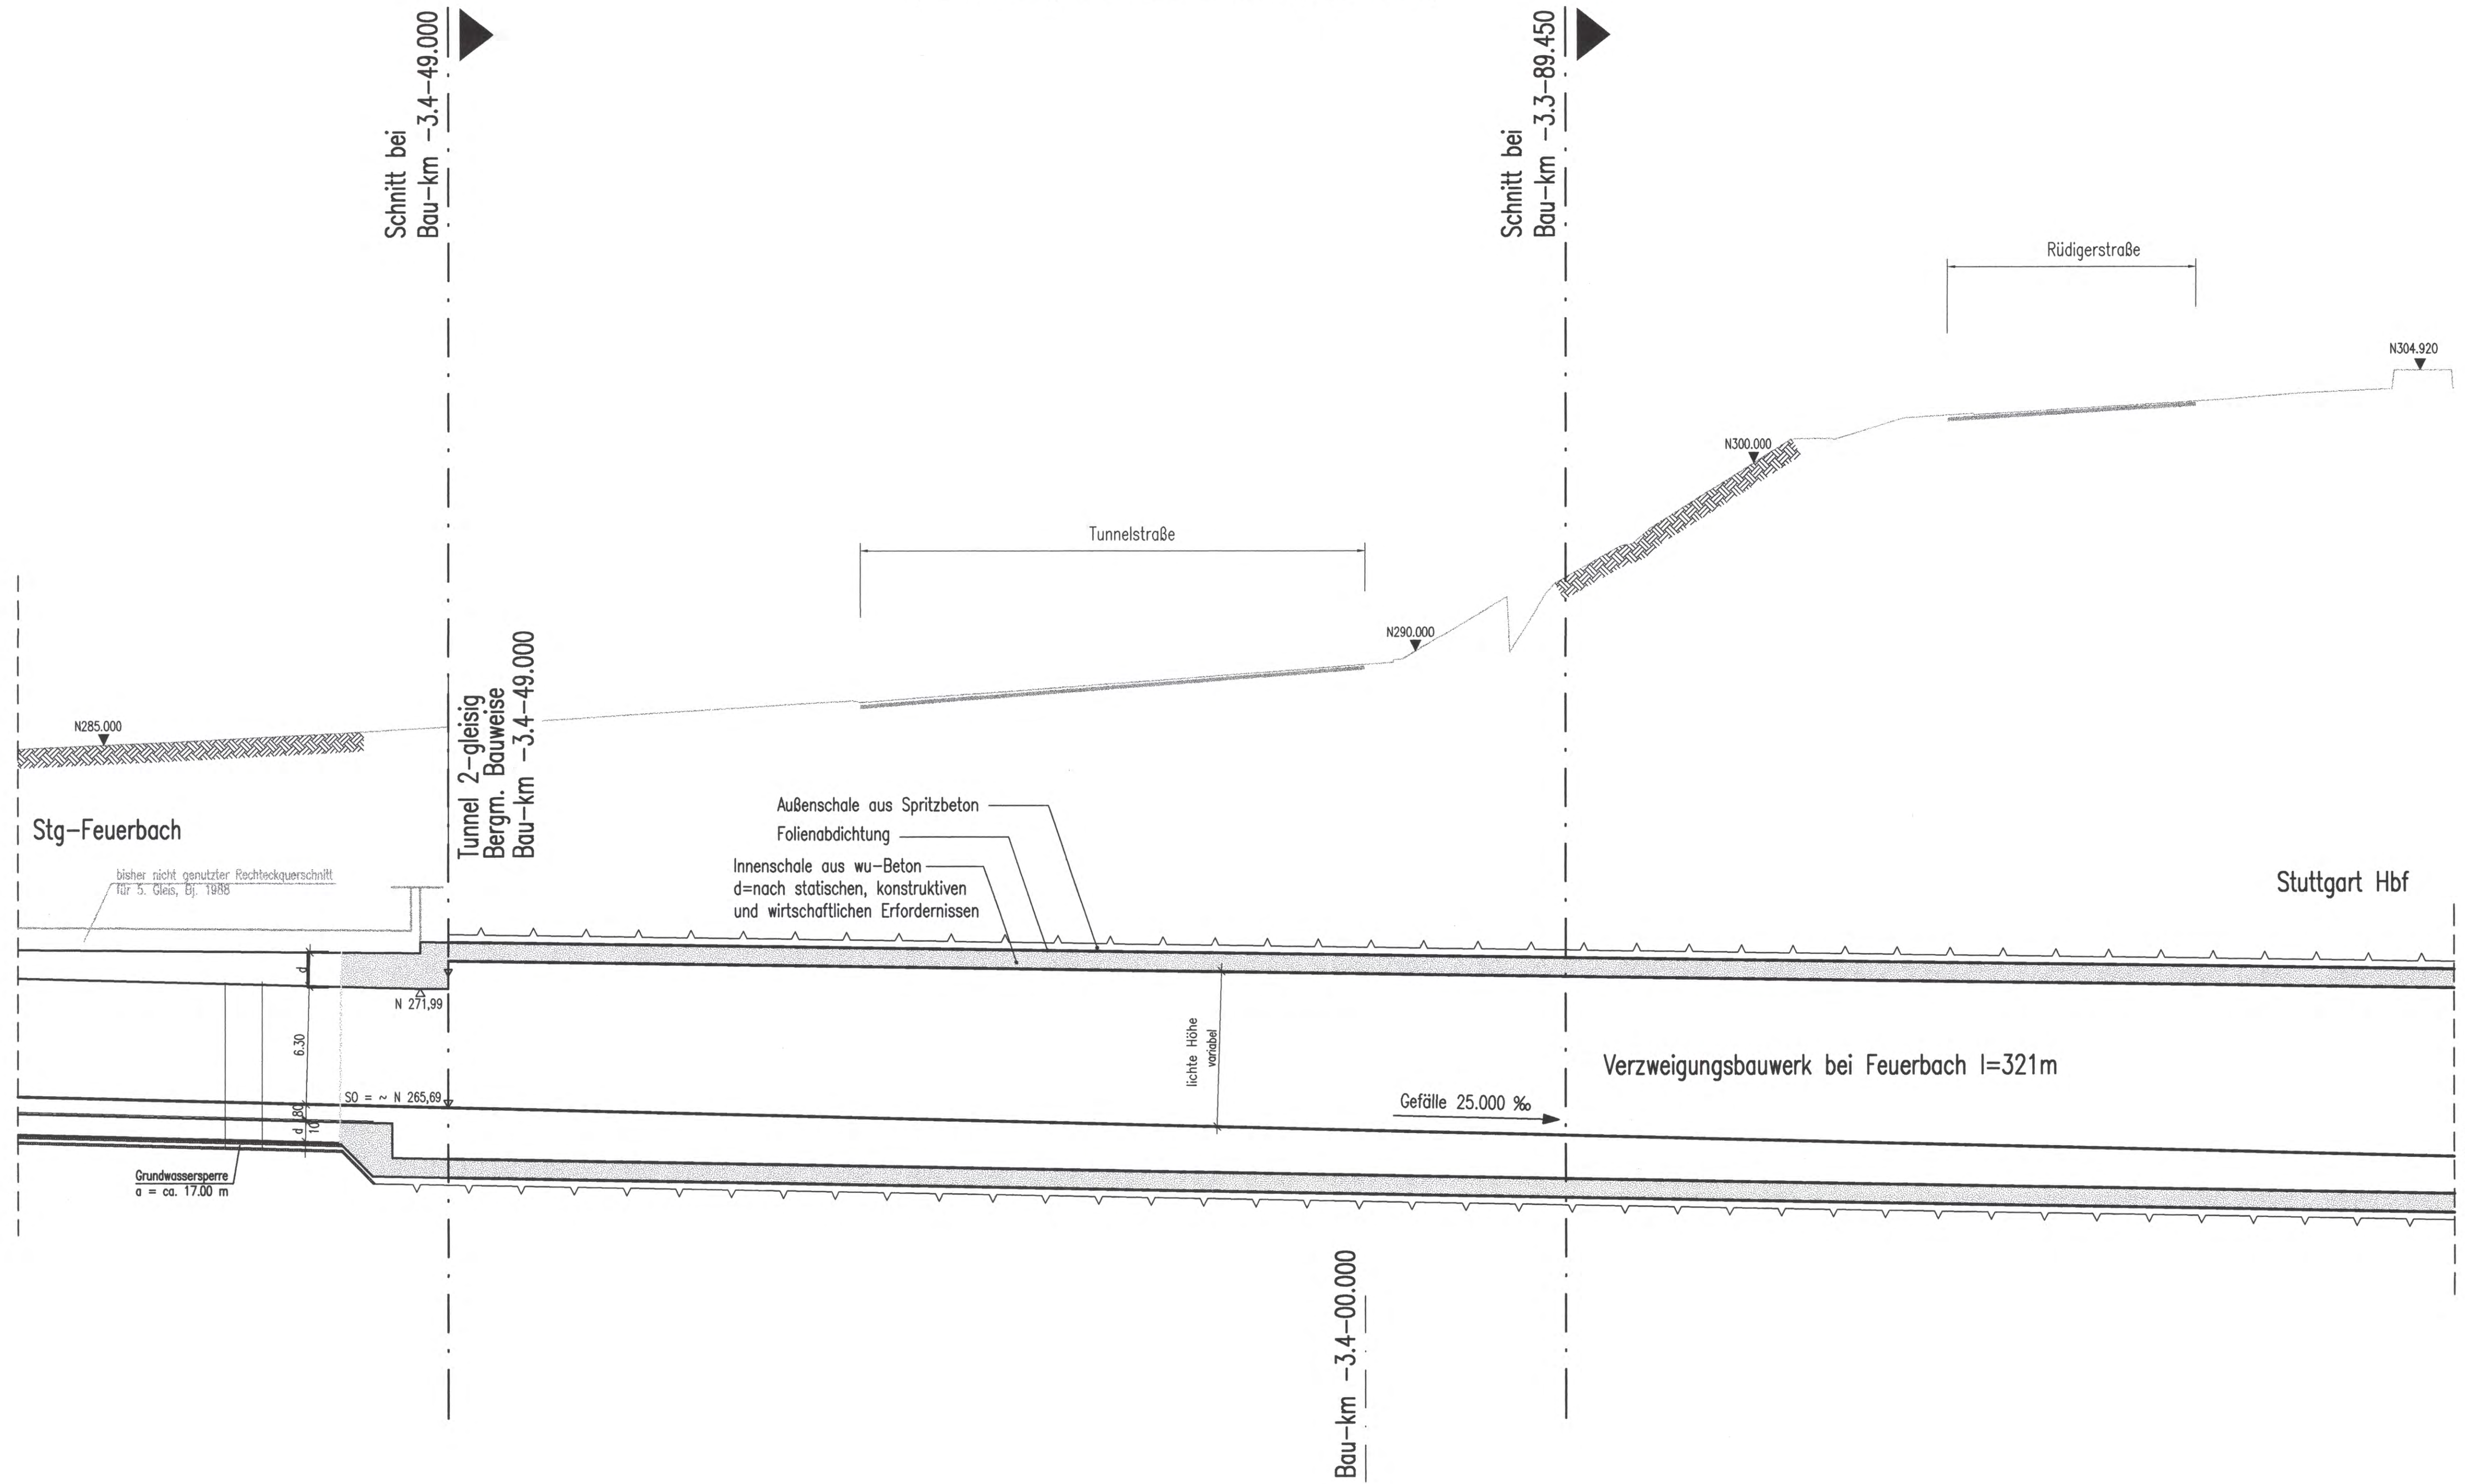 Schnitt bei
Bau-km -3.4-49.000
Schnitt bei
Bau-km -3.3-89.450
Rüdigerstraße
N304.920
N300.000
Tunnelstraße
N290.000
N285.000
Tunnel 2-gleisig
Bergm. Bauweise
Bau-km -3.4-49.000
Stg-Feuerbach
Außenschale aus Spritzbeton
Folienabdichtung
Innenschale aus wu-Beton
d=nach statischen, konstruktiven
und wirtschaftlichen Erfordernissen
bisher nicht genutzter Rechteckquerschnitt
für 5. Gleis, Bj. 1988
Stuttgart Hbf
d
N 271,99
6.30
lichte Höhe
variabel
Verzweigungsbauwerk bei Feuerbach l=321m
SO = ~ N 265,69
Gefälle 25.000 ‰
80
d
10
Grundwassersperre
a = ca. 17.00 m
Bau-km -3.4-00.000